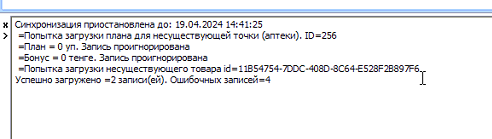 Синхронизация приостановлена до: 19.04.2024 14:41:25
=Попытка загрузки плана для несуществующей точки (аптеки). ID=256
=План = 0 уп. Запись проигнорирована
=Бонус = 0 тенге. Запись проигнорирована
=Попытка загрузки несуществующего товара id=11B54754-7DDC-408D-8C64-E528F2B897F6
Успешно загружено =2 записи(ей). Ошибочных записей=4